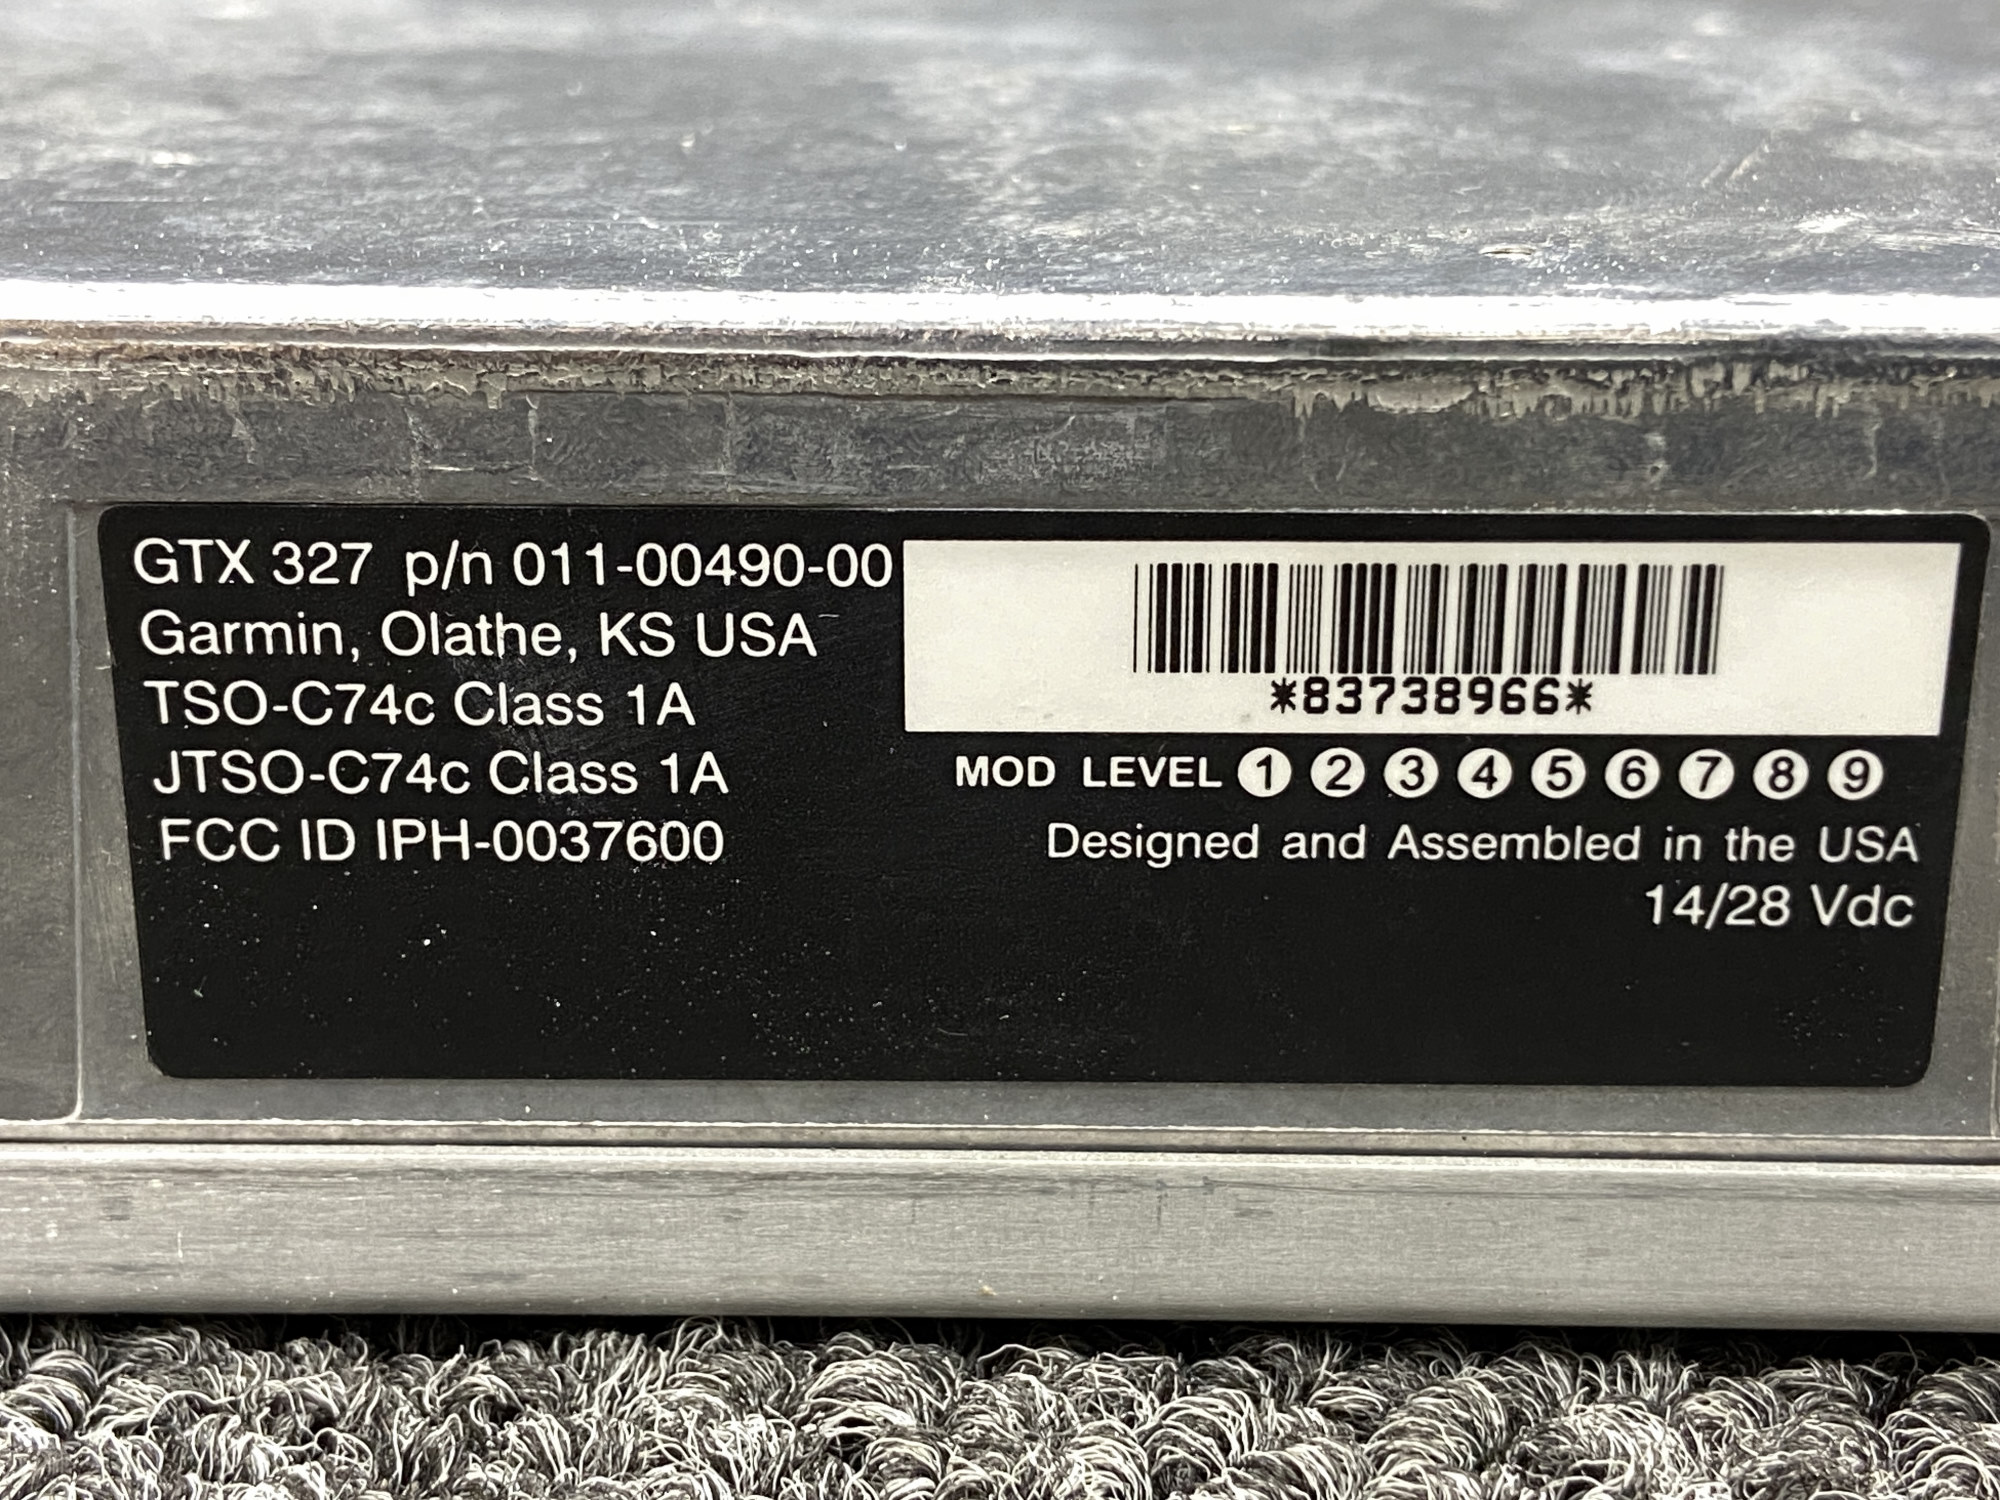 GTX 327 p/n 011-00490-00
Garmin, Olathe, KS USA
TSO-C74c Class 1A
JTSO-C74c Class 1A
FCC ID IPH-0037600
*83738966*
MOD LEVEL 1 2 3 4 5 6 7 8 9
Designed and Assembled in the USA
14/28 Vdc